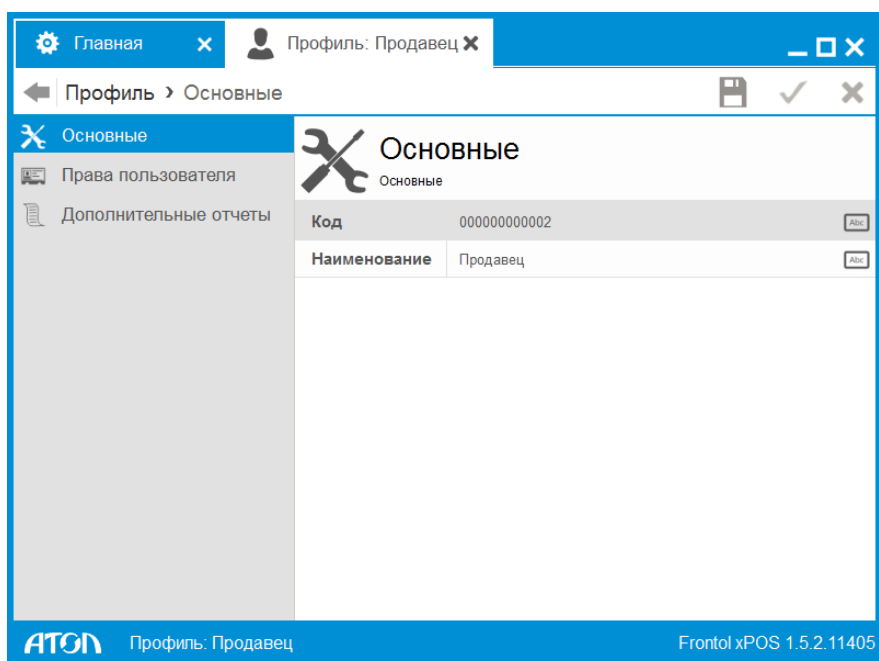 Главная
Профиль: Продавец
Профиль › Основные
Основные
Права пользователя
Дополнительные отчеты
Основные
Основные
Код 000000000002 Abc
Наименование Продавец Abc
АТОЛ Профиль: Продавец Frontol xPOS 1.5.2.11405